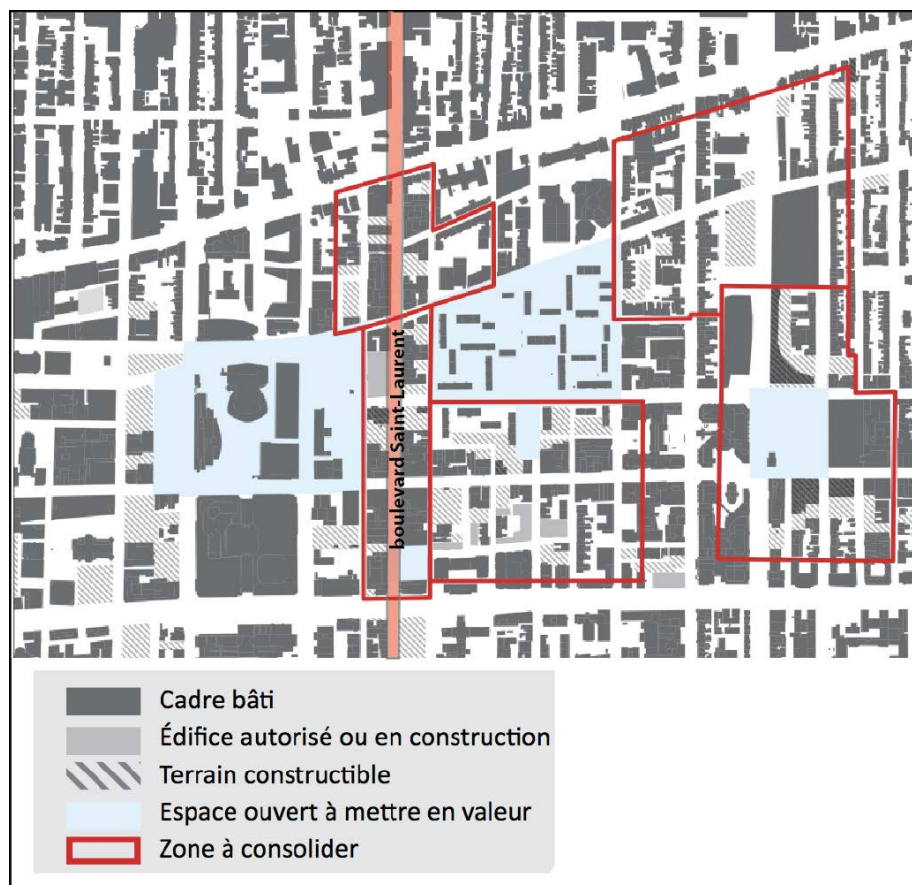 boulevard Saint-Laurent
Cadre bâti
Édifice autorisé ou en construction
Terrain constructible
Espace ouvert à mettre en valeur
Zone à consolider